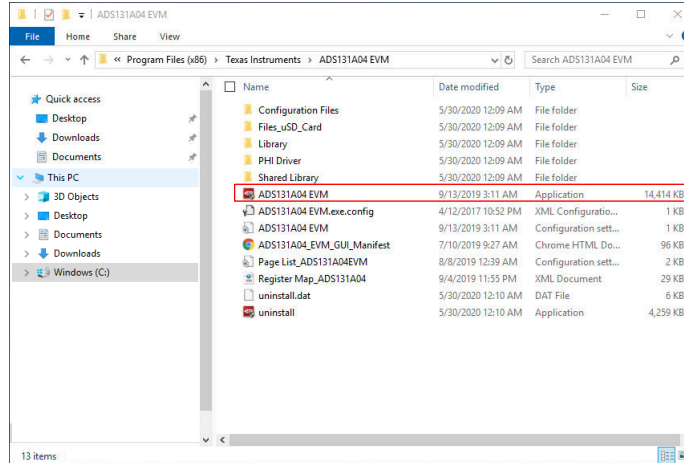 ADS131A04 EVM
File Home Share View
« Program Files (x86) > Texas Instruments > ADS131A04 EVM Search ADS131A04 EVM
Name Date modified Type Size
Quick access
Desktop
Downloads
Documents
This PC
3D Objects
Desktop
Documents
Downloads
Windows (C:)
Configuration Files 5/30/2020 12:09 AM File folder
Files_uSD_Card 5/30/2020 12:09 AM File folder
Library 5/30/2020 12:09 AM File folder
PHI Driver 5/30/2020 12:09 AM File folder
Shared Library 5/30/2020 12:09 AM File folder
ADS131A04 EVM 9/13/2019 3:11 AM Application 14,414 KB
ADS131A04 EVM.exe.config 4/12/2017 10:52 PM XML Configuratio... 1 KB
ADS131A04 EVM 9/13/2019 3:11 AM Configuration sett... 1 KB
ADS131A04_EVM_GUI_Manifest 7/10/2019 9:27 AM Chrome HTML Do... 96 KB
Page List_ADS131A04EVM 8/8/2019 12:39 AM Configuration sett... 2 KB
Register Map_ADS131A04 9/4/2019 11:55 PM XML Document 29 KB
uninstall.dat 5/30/2020 12:10 AM DAT File 6 KB
uninstall 5/30/2020 12:10 AM Application 4,259 KB
13 items